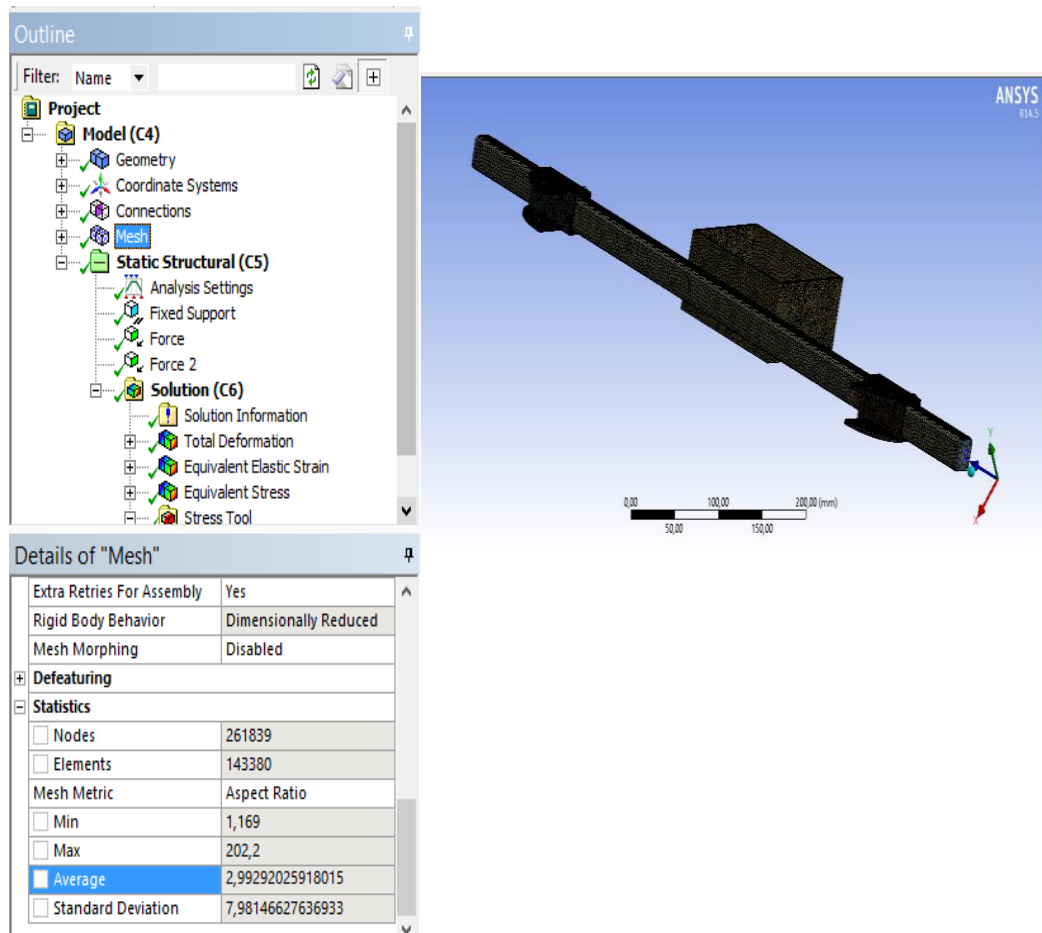 Outline
Filter: Name
Project
Model (C4)
Geometry
Coordinate Systems
Connections
Mesh
Static Structural (C5)
Analysis Settings
Fixed Support
Force
Force 2
Solution (C6)
Solution Information
Total Deformation
Equivalent Elastic Strain
Equivalent Stress
Stress Tool
ANSYS
R14.5
Y
X
0,00 100,00 200,00 (mm)
50,00 150,00
Details of "Mesh"
Extra Retries For Assembly Yes
Rigid Body Behavior Dimensionally Reduced
Mesh Morphing Disabled
Defeaturing
Statistics
Nodes 261839
Elements 143380
Mesh Metric Aspect Ratio
Min 1,169
Max 202,2
Average 2,99292025918015
Standard Deviation 7,98146627636933